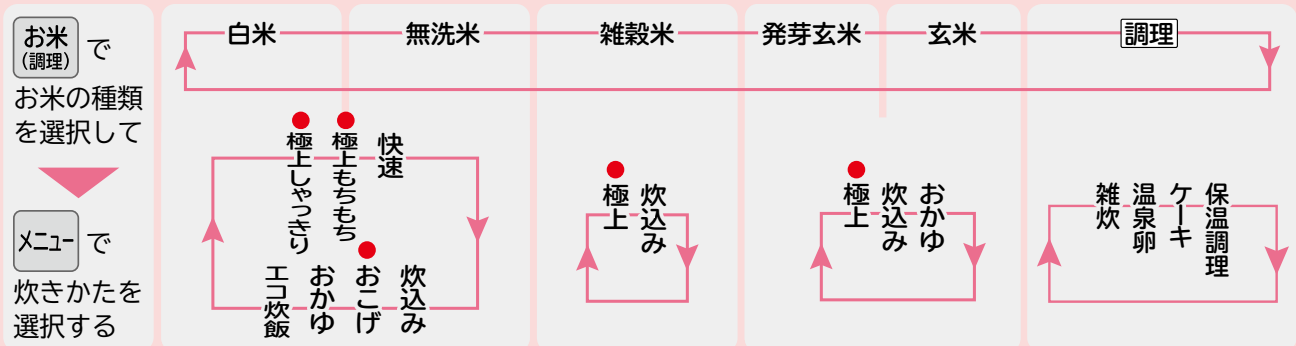 お米
(調理)
で
お米の種類
を選択して
メニュー
で
炊きかたを
選択する
白米
無洗米
雑穀米
発芽玄米
玄米
調理
極上しゃっきり
極上もちもち
快速
炊込み
おこげ
おかゆ
エコ炊飯
極上
炊込み
極上
炊込み
おかゆ
雑炊
温泉卵
ケーキ
保温調理